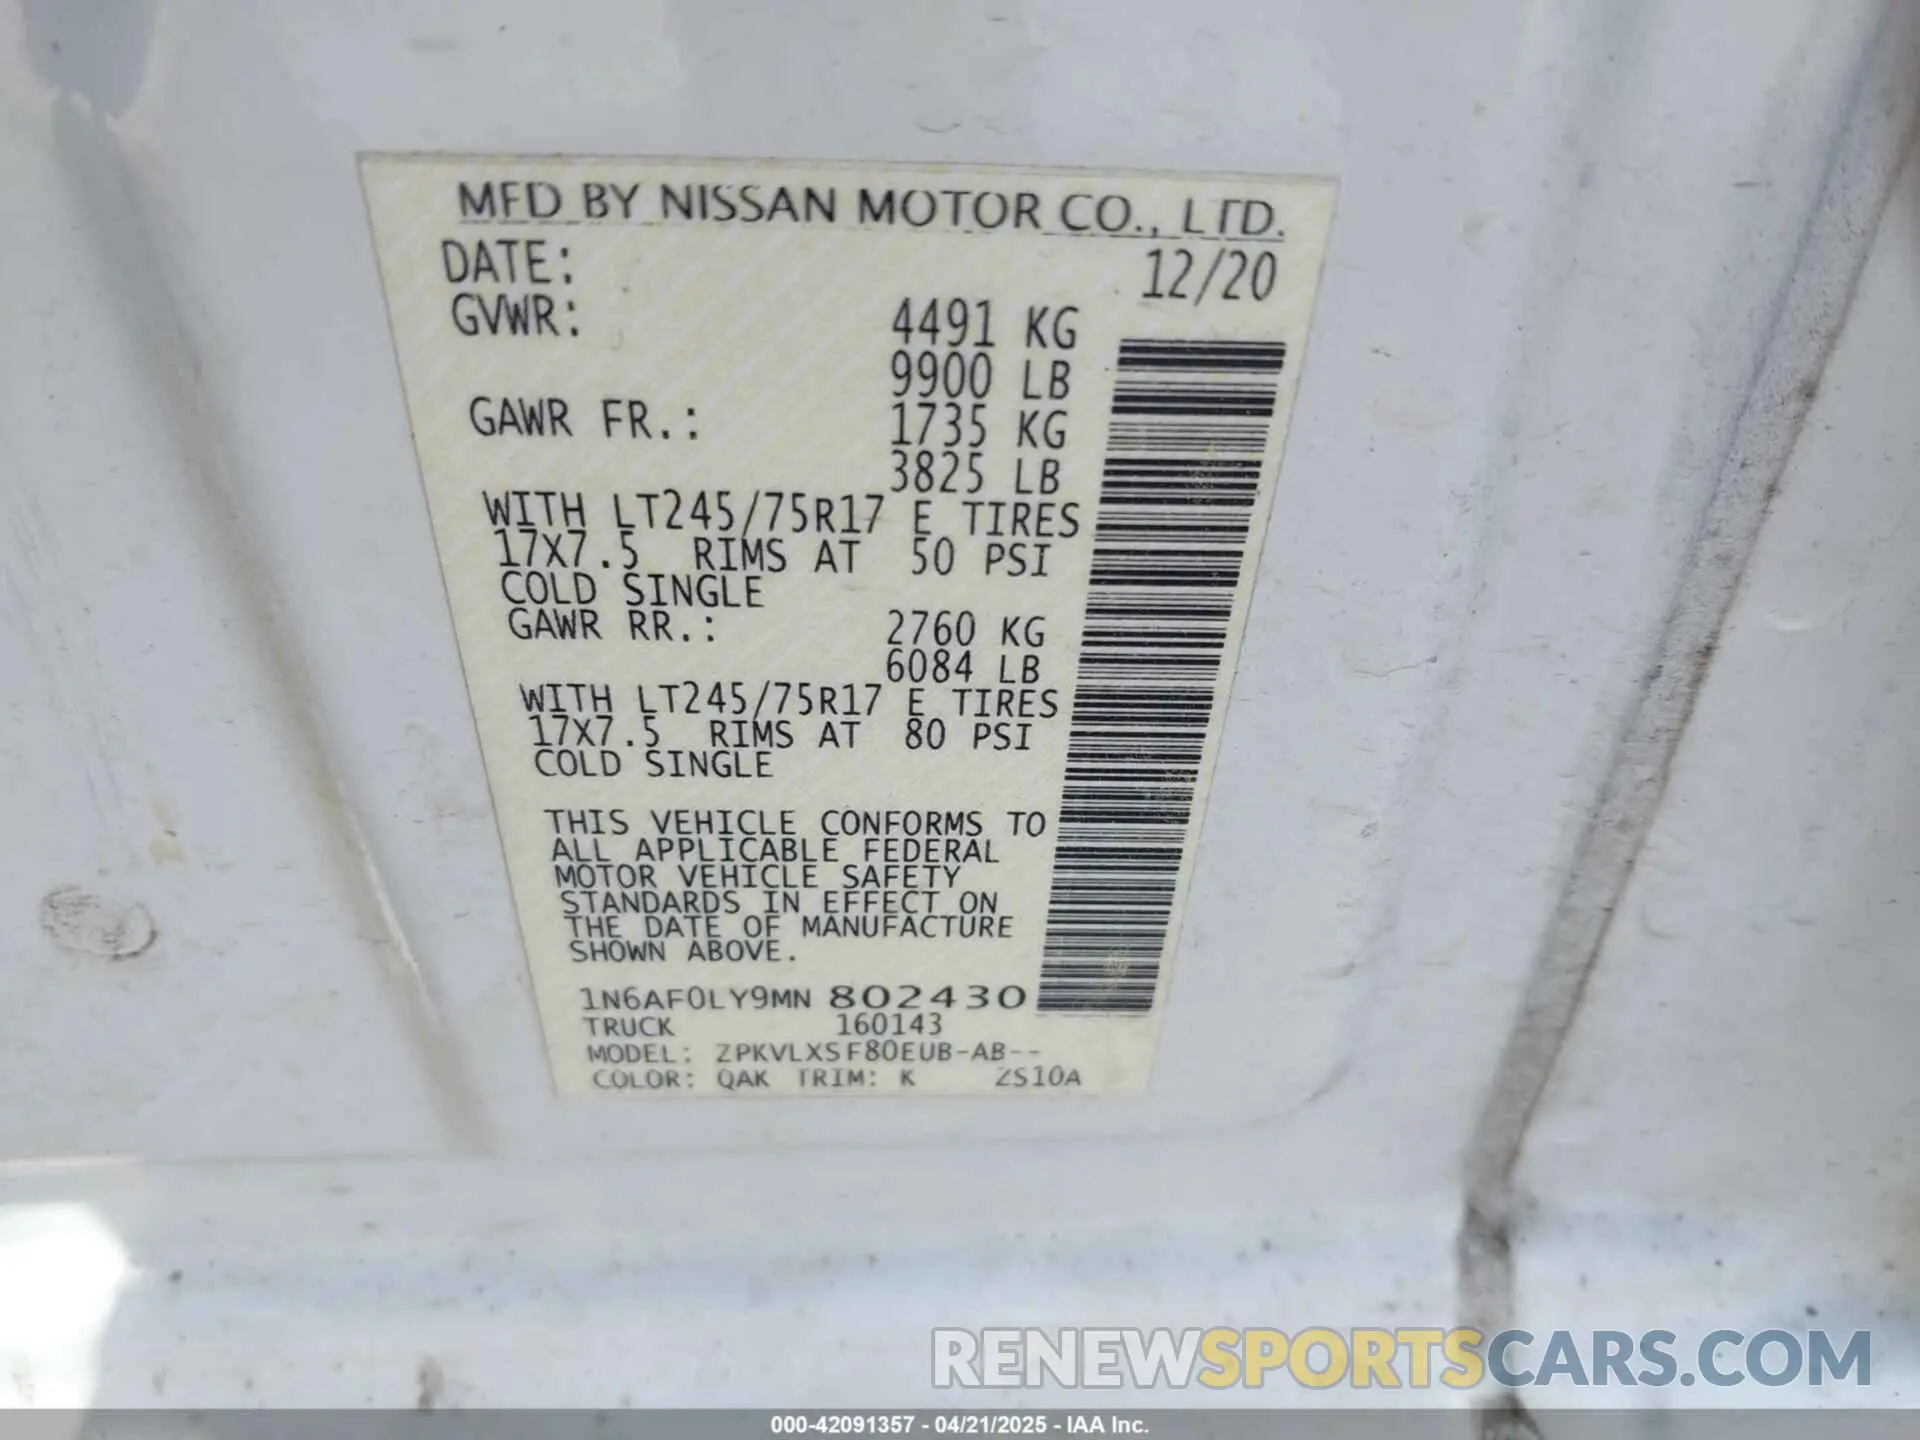 MFD BY NISSAN MOTOR CO., LTD.
DATE: 12/20
GVWR: 4491 KG
9900 LB
GAWR FR.: 1735 KG
3825 LB
WITH LT245/75R17 E TIRES
17X7.5 RIMS AT 50 PSI
COLD SINGLE
GAWR RR.: 2760 KG
6084 LB
WITH LT245/75R17 E TIRES
17X7.5 RIMS AT 80 PSI
COLD SINGLE
THIS VEHICLE CONFORMS TO
ALL APPLICABLE FEDERAL
MOTOR VEHICLE SAFETY
STANDARDS IN EFFECT ON
THE DATE OF MANUFACTURE
SHOWN ABOVE.
1N6AF0LY9MN802430
TRUCK 160143
MODEL: ZPKVLXSF80EUB-AB--
COLOR: QAK TRIM: K ZS10A
RENEWSPORTSCARS.COM
000-42091357 - 04/21/2025 - IAA Inc.